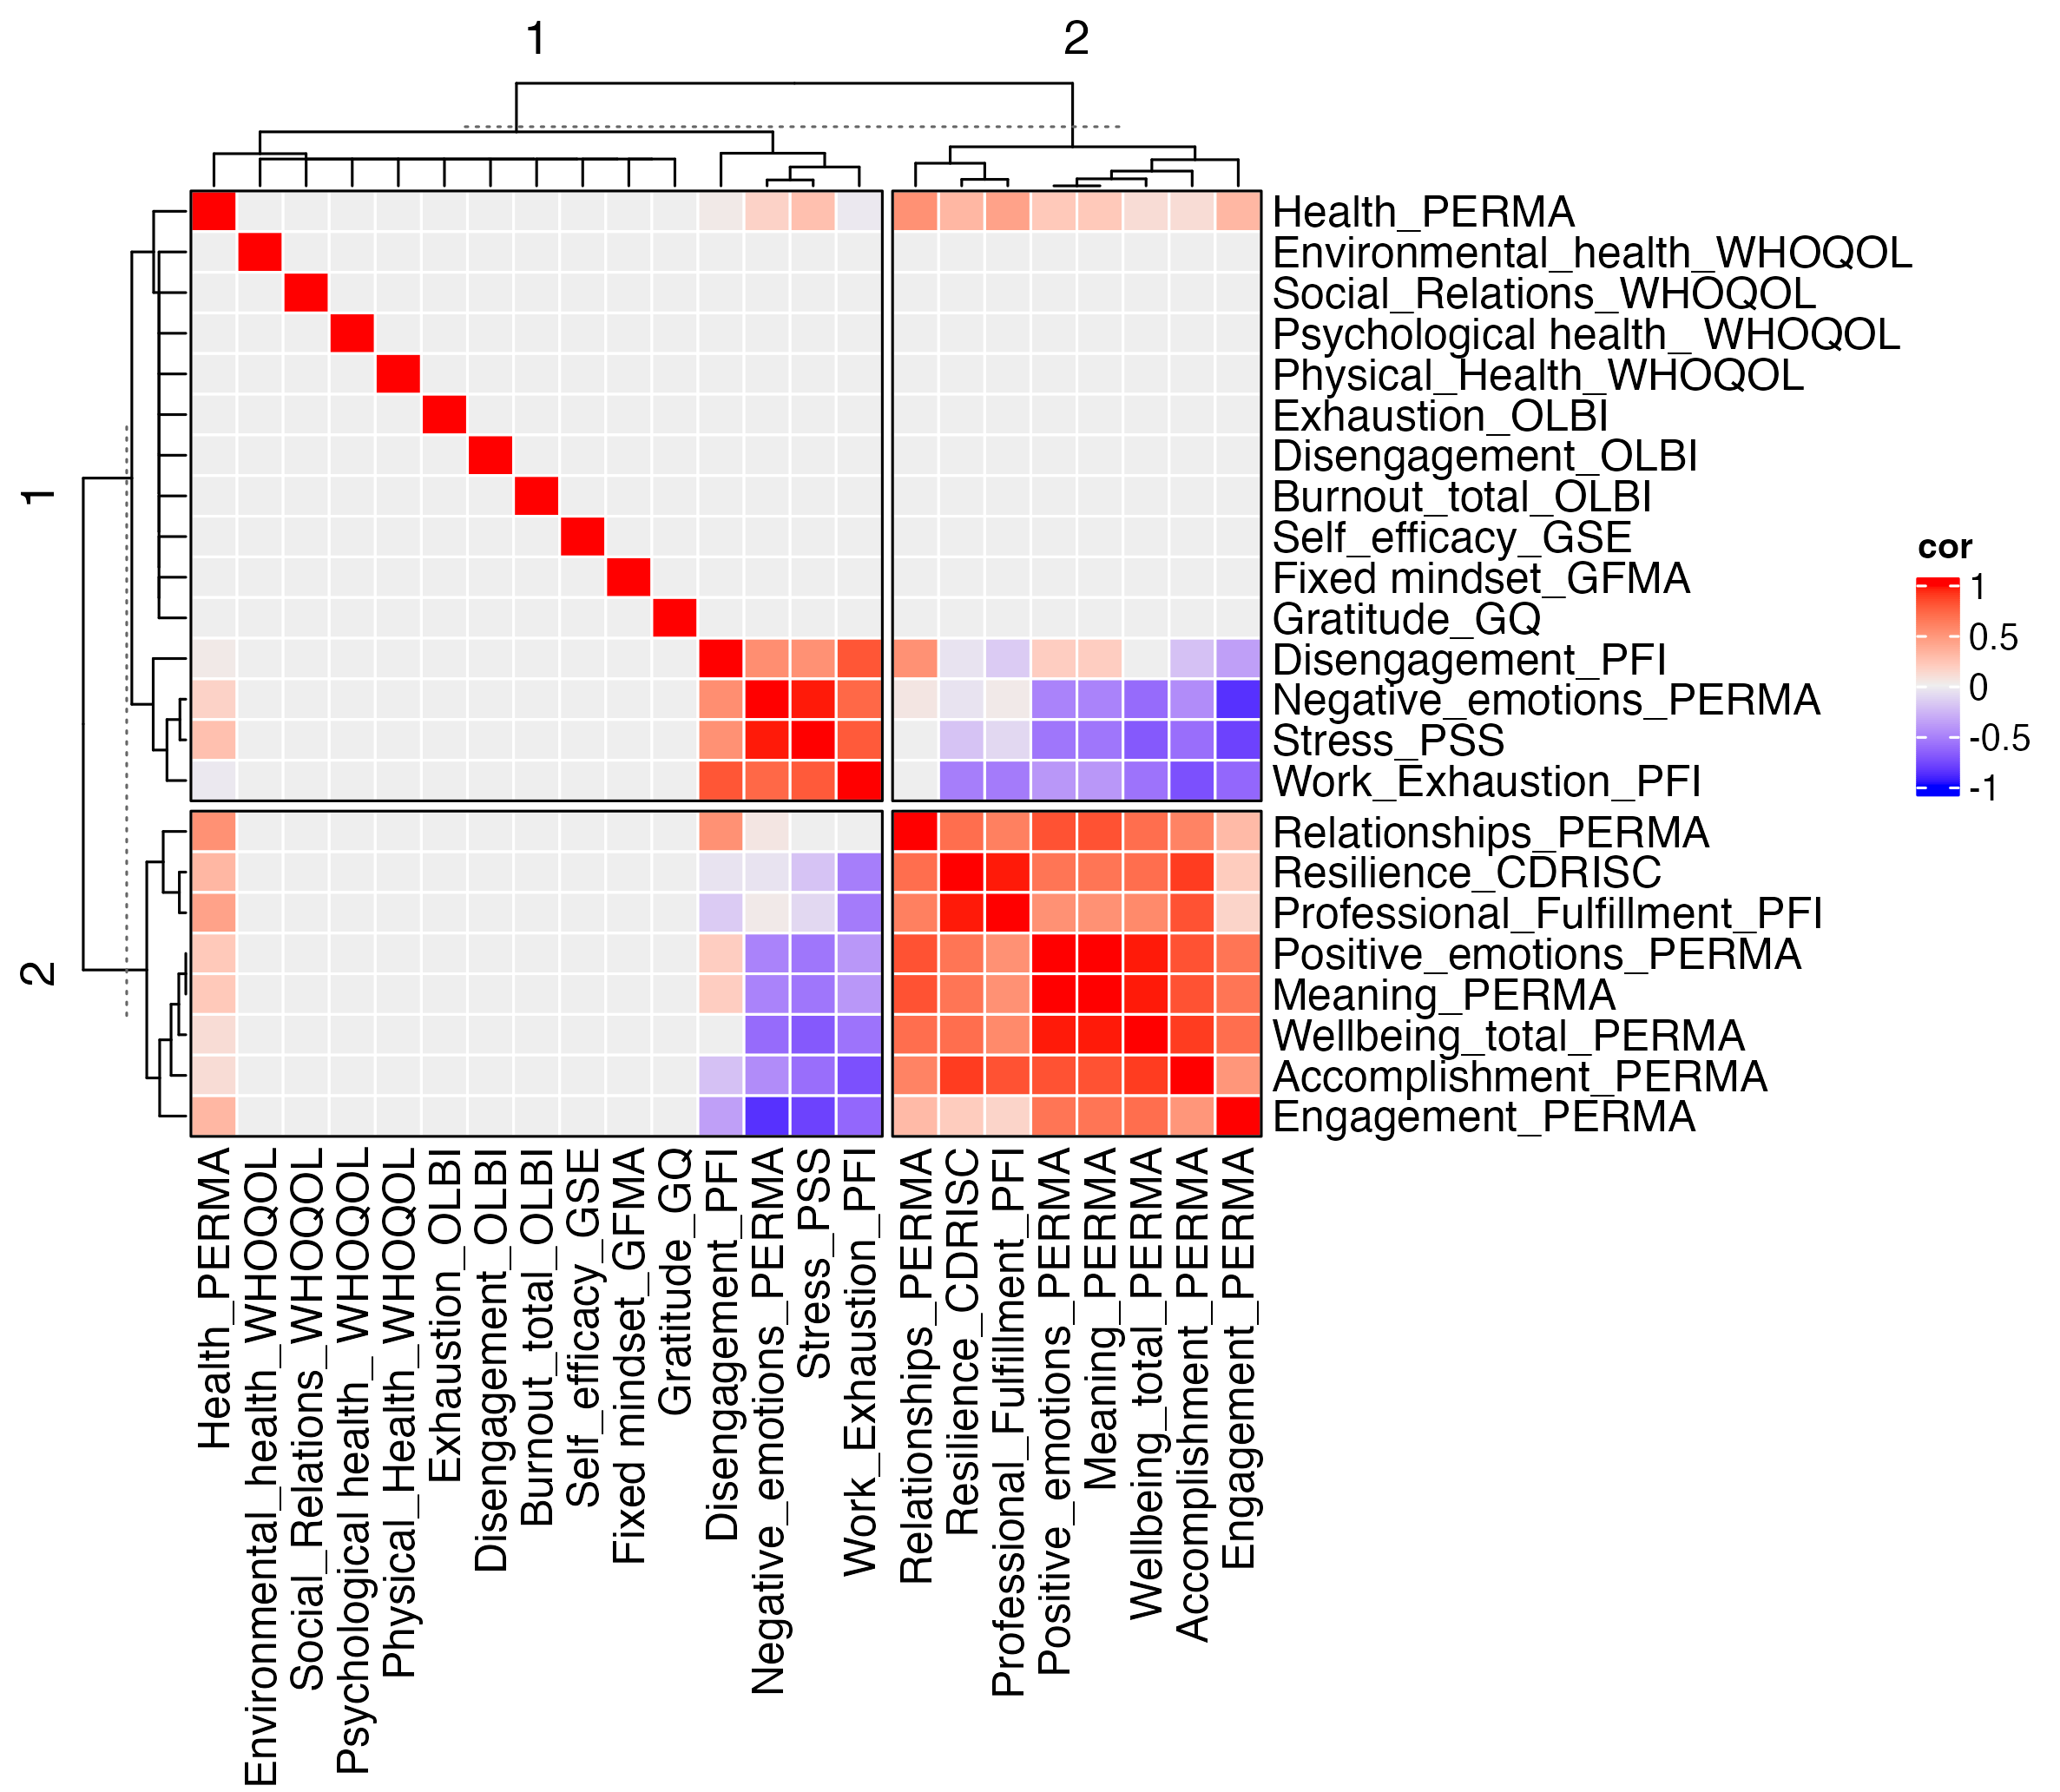 1
2
Health_PERMA
Environmental_health_WHOQOL
Social_Relations_WHOQOL
Psychological health_ WHOQOL
Physical_Health_WHOQOL
Exhaustion_OLBI
Disengagement_OLBI
Burnout_total_OLBI
Self_efficacy_GSE
Fixed mindset_GFMA
Gratitude_GQ
Disengagement_PFI
Negative_emotions_PERMA
Stress_PSS
Work_Exhaustion_PFI
Relationships_PERMA
Resilience_CDRISC
Professional_Fulfillment_PFI
Positive_emotions_PERMA
Meaning_PERMA
Wellbeing_total_PERMA
Accomplishment_PERMA
Engagement_PERMA
1
2
cor
1
0.5
0
-0.5
-1
Health_PERMA
Environmental_health_WHOQOL
Social_Relations_WHOQOL
Psychological health_ WHOQOL
Physical_Health_WHOQOL
Exhaustion_OLBI
Disengagement_OLBI
Burnout_total_OLBI
Self_efficacy_GSE
Fixed mindset_GFMA
Gratitude_GQ
Disengagement_PFI
Negative_emotions_PERMA
Stress_PSS
Work_Exhaustion_PFI
Relationships_PERMA
Resilience_CDRISC
Professional_Fulfillment_PFI
Positive_emotions_PERMA
Meaning_PERMA
Wellbeing_total_PERMA
Accomplishment_PERMA
Engagement_PERMA